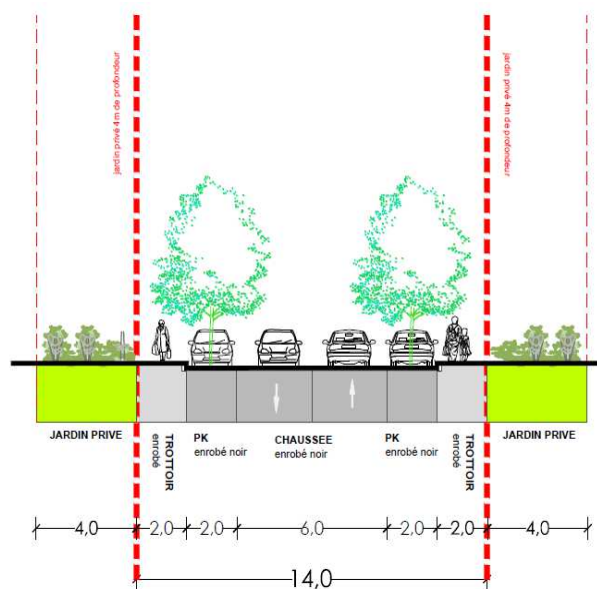 jardin privé 4m de profondeur
jardin privé 4m de profondeur
JARDIN PRIVE
TROTTOIR
enrobé
PK
enrobé noir
CHAUSSEE
enrobé noir
PK
enrobé noir
TROTTOIR
enrobé
JARDIN PRIVE
4,0 2,0 2,0 6,0 2,0 2,0 4,0
14,0